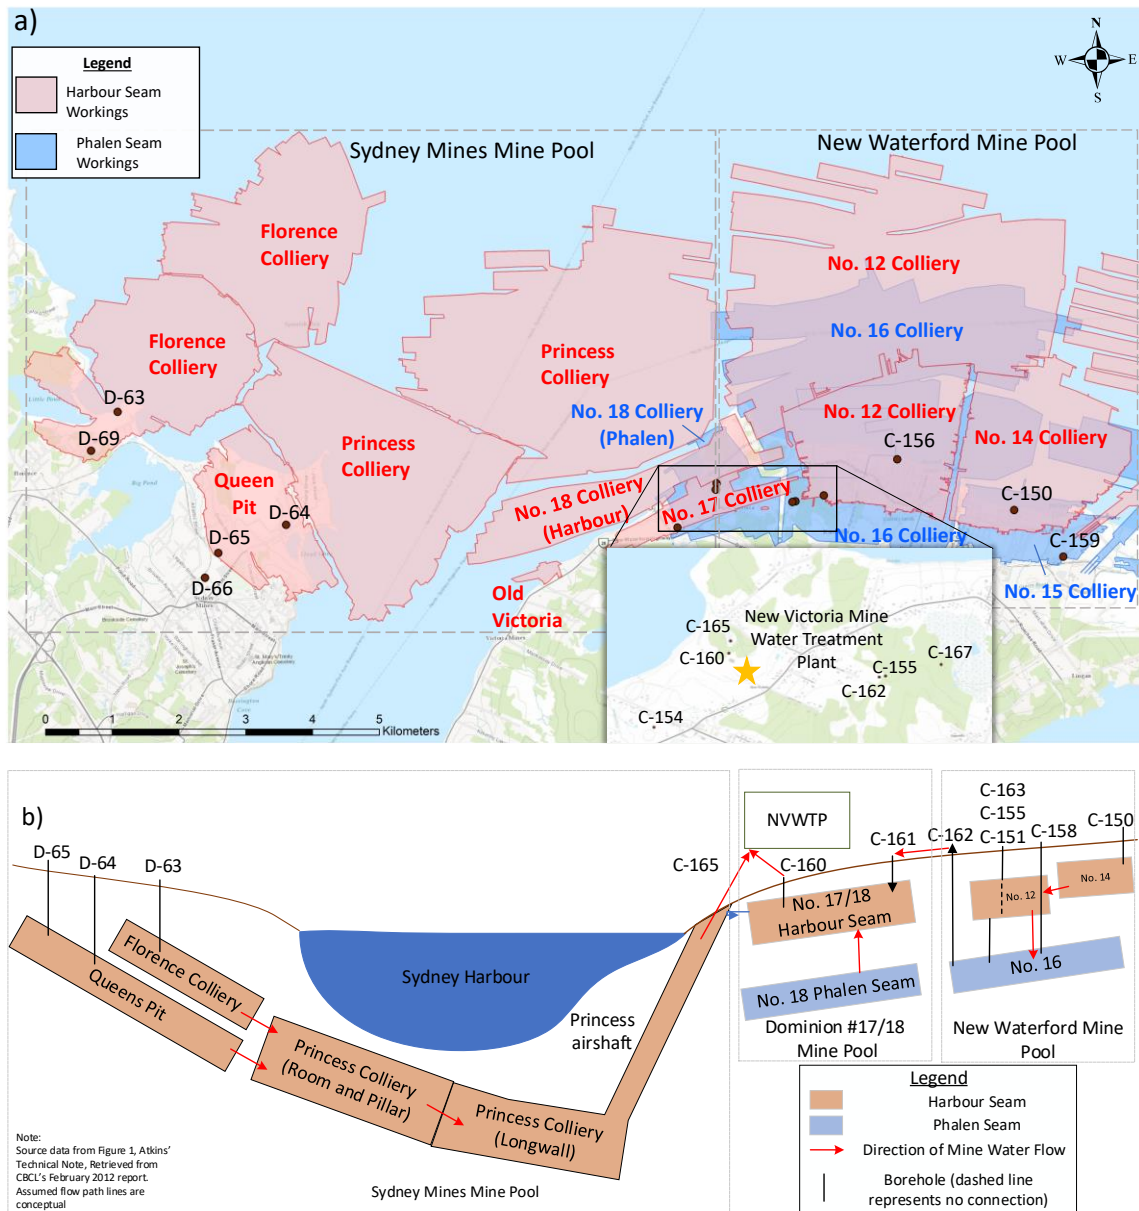 a)
Legend
Harbour Seam
Workings
Phalen Seam
Workings
N
W
E
S
Sydney Mines Mine Pool
New Waterford Mine Pool
Florence
Colliery
No. 12 Colliery
No. 16 Colliery
Florence
Colliery
Princess
Colliery
D-63
D-69
No. 18 Colliery
(Phalen)
No. 12 Colliery
C-156
No. 14 Colliery
Princess
Colliery
Queen
Pit
D-64
D-65
D-66
No. 18 Colliery
(Harbour)
No. 17 Colliery
C-150
No. 16 Colliery
C-159
No. 15 Colliery
Old
Victoria
New Victoria Mine
Water Treatment
Plant
C-165
C-160
C-155
C-167
C-162
C-154
0 1 2 3 4 5
Kilometers
b)
D-65
D-64
D-63
NVWTP
C-165
C-160
C-161
C-162
C-163
C-155
C-151
C-158
C-150
No. 17/18
Harbour Seam
No. 12
No. 14
No. 16
No. 18 Phalen Seam
Florence Colliery
Queens Pit
Sydney Harbour
Princess
airshaft
Princess Colliery
(Room and Pillar)
Princess Colliery
(Longwall)
Dominion #17/18
Mine Pool
New Waterford Mine
Pool
Sydney Mines Mine Pool
Note:
Source data from Figure 1, Atkins’
Technical Note, Retrieved from
CBCL’s February 2012 report.
Assumed flow path lines are
conceptual
Legend
Harbour Seam
Phalen Seam
Direction of Mine Water Flow
Borehole (dashed line
represents no connection)